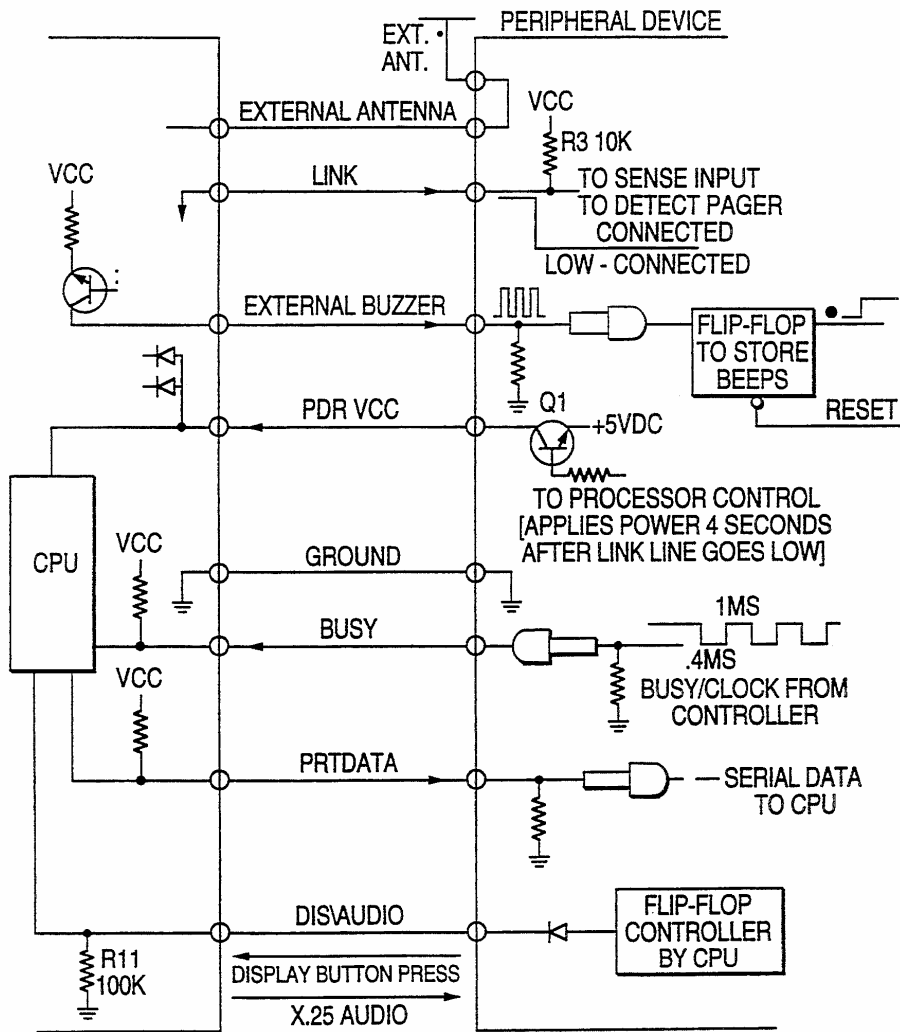 PERIPHERAL DEVICE
EXT.
ANT.
EXTERNAL ANTENNA
VCC
R3 10K
LINK
TO SENSE INPUT
TO DETECT PAGER
CONNECTED
LOW - CONNECTED
VCC
EXTERNAL BUZZER
FLIP-FLOP
TO STORE
BEEPS
RESET
PDR VCC
Q1
+5VDC
TO PROCESSOR CONTROL
[APPLIES POWER 4 SECONDS
AFTER LINK LINE GOES LOW]
CPU
VCC
GROUND
BUSY
1MS
.4MS
BUSY/CLOCK FROM
CONTROLLER
VCC
PRTDATA
SERIAL DATA
TO CPU
DIS\AUDIO
FLIP-FLOP
CONTROLLER
BY CPU
R11
100K
DISPLAY BUTTON PRESS
X.25 AUDIO